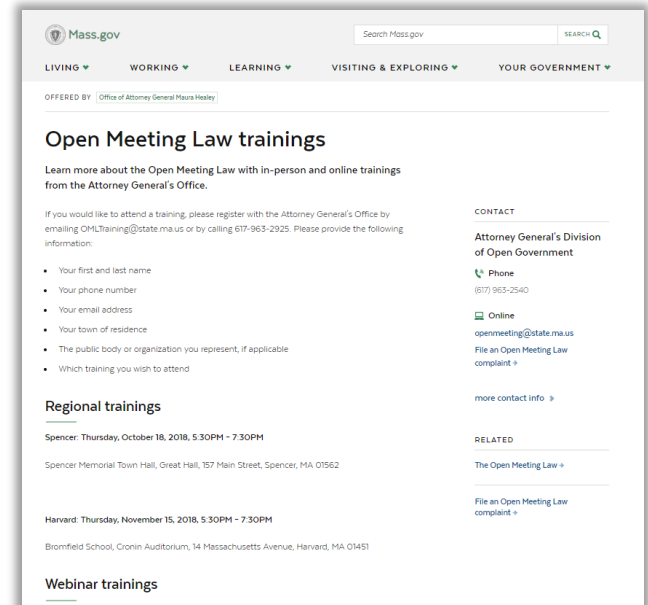 Mass.gov
Search Mass.gov
SEARCH
LIVING
WORKING
LEARNING
VISITING & EXPLORING
YOUR GOVERNMENT
OFFERED BY Office of Attorney General Maura Healey
Open Meeting Law trainings
Learn more about the Open Meeting Law with in-person and online trainings
from the Attorney General's Office.
If you would like to attend a training, please register with the Attorney General's Office by
emailing OMLTraining@state.ma.us or by calling 617-963-2925. Please provide the following
information:
• Your first and last name
• Your phone number
• Your email address
• Your town of residence
• The public body or organization you represent, if applicable
• Which training you wish to attend
Regional trainings
Spencer: Thursday, October 18, 2018, 5:30PM - 7:30PM
Spencer Memorial Town Hall, Great Hall, 157 Main Street, Spencer, MA 01562
Harvard: Thursday, November 15, 2018, 5:30PM - 7:30PM
Bromfield School, Cronin Auditorium, 14 Massachusetts Avenue, Harvard, MA 01451
Webinar trainings
CONTACT
Attorney General's Division
of Open Government
Phone
(617) 963-2540
Online
openmeeting@state.ma.us
File an Open Meeting Law
complaint
more contact info
RELATED
The Open Meeting Law
File an Open Meeting Law
complaint